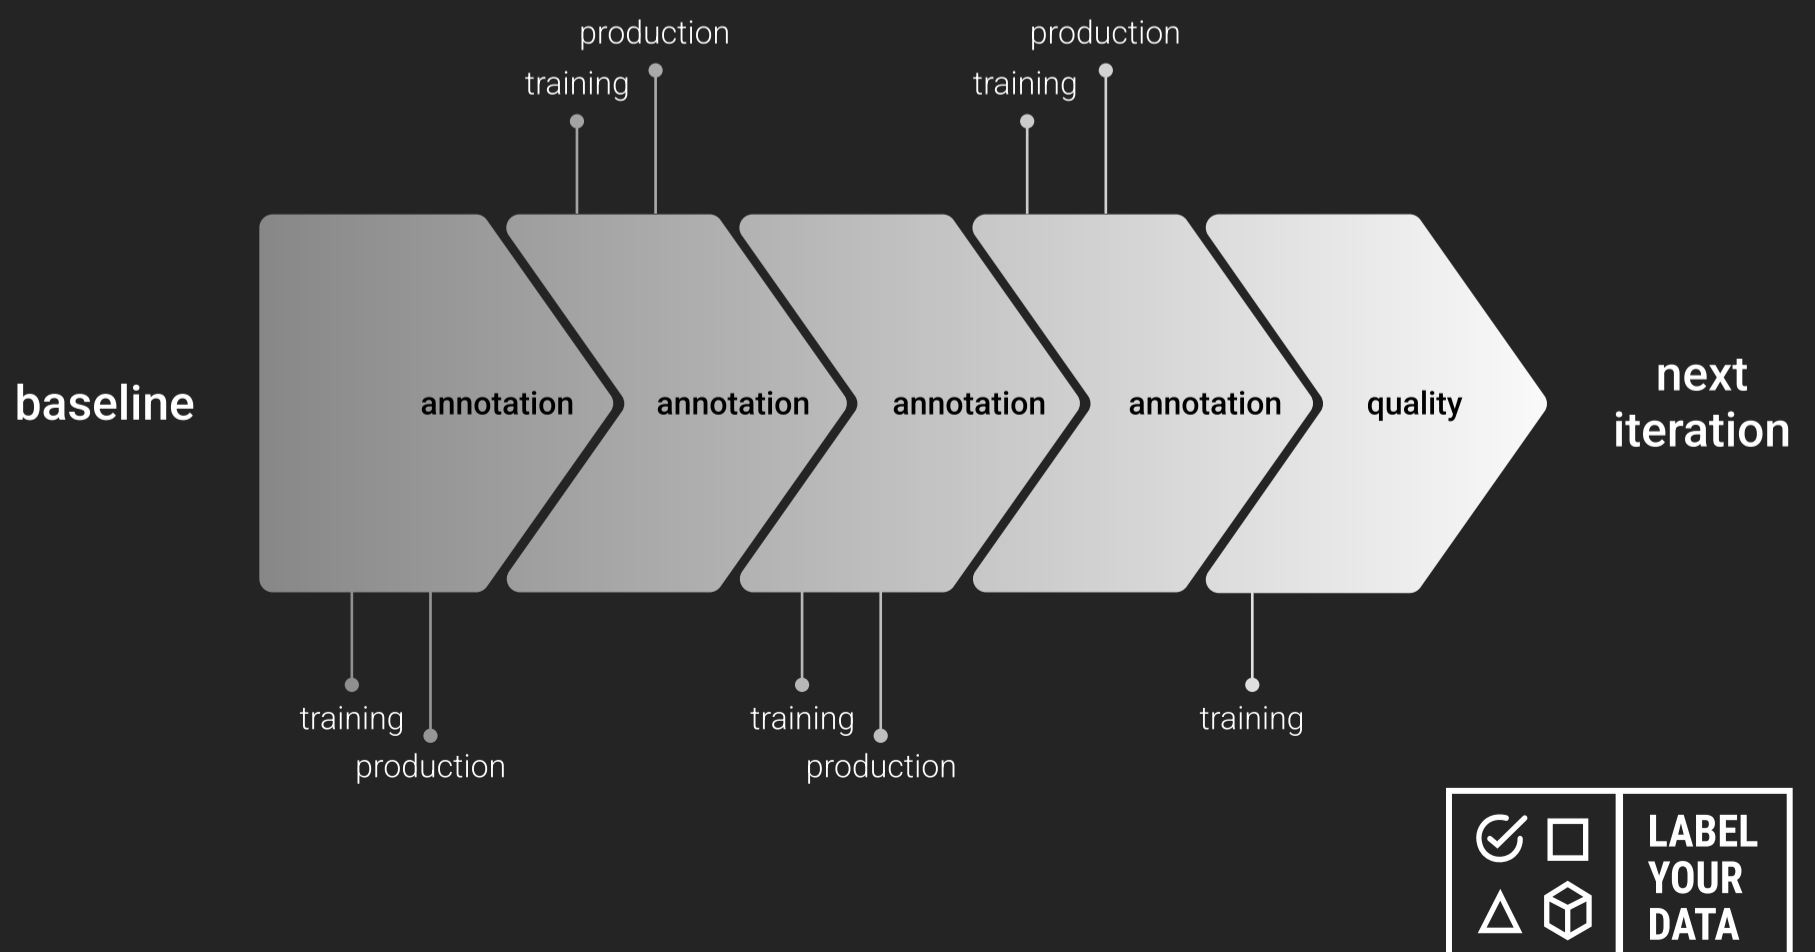 production
production
training
training
baseline
annotation
annotation
annotation
annotation
quality
next
iteration
training
training
training
production
production
LABEL
YOUR
DATA